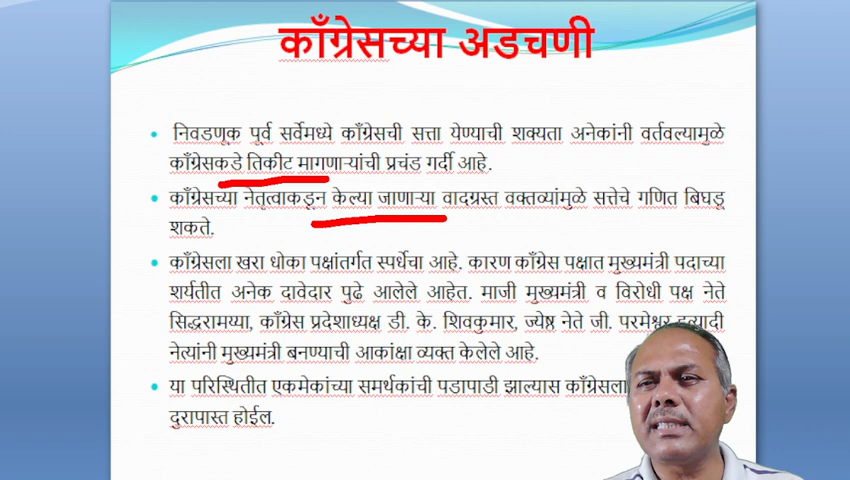 काँग्रेसच्या अडचणी
निवडणूक पूर्व सर्वेमध्ये काँग्रेसची सत्ता येण्याची शक्यता अनेकांनी वर्तवल्यामुळे
काँग्रेसकडे तिकीट मागणाऱ्यांची प्रचंड गर्दी आहे.
काँग्रेसच्या नेतृत्वाकडून केल्या जाणाऱ्या वादग्रस्त वक्तव्यांमुळे सत्तेचे गणित बिघडू
शकते.
काँग्रेसला खरा धोका पक्षांतर्गत स्पर्धेचा आहे. कारण काँग्रेस पक्षात मुख्यमंत्री पदाच्या
शर्यतीत अनेक दावेदार पुढे आलेले आहेत. माजी मुख्यमंत्री व विरोधी पक्ष नेते
सिद्धरामय्या, काँग्रेस प्रदेशाध्यक्ष डी. के. शिवकुमार, ज्येष्ठ नेते जी. परमेश्वर इत्यादी
नेत्यांनी मुख्यमंत्री बनण्याची आकांक्षा व्यक्त केलेले आहे.
या परिस्थितीत एकमेकांच्या समर्थकांची पडापाडी झाल्यास काँग्रेसला
दुरापास्त होईल.